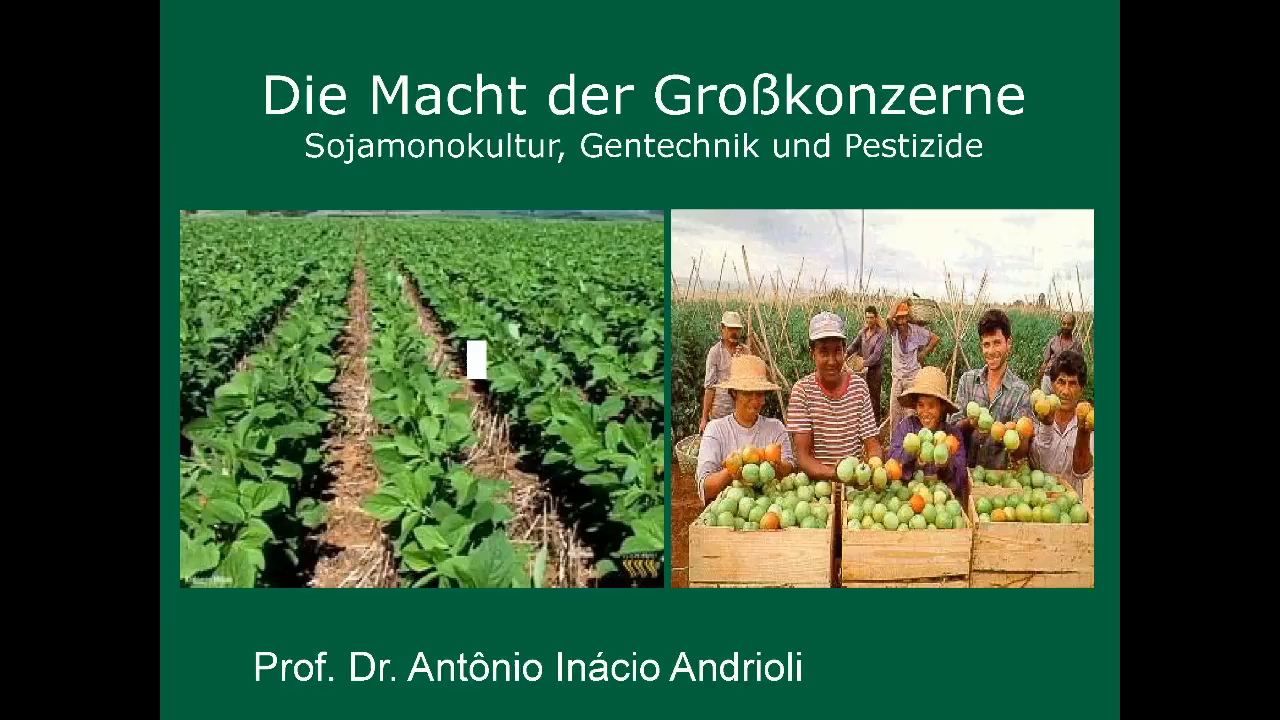 Die Macht der Großkonzerne
Sojamonokultur, Gentechnik und Pestizide
Prof. Dr. Antônio Inácio Andrioli